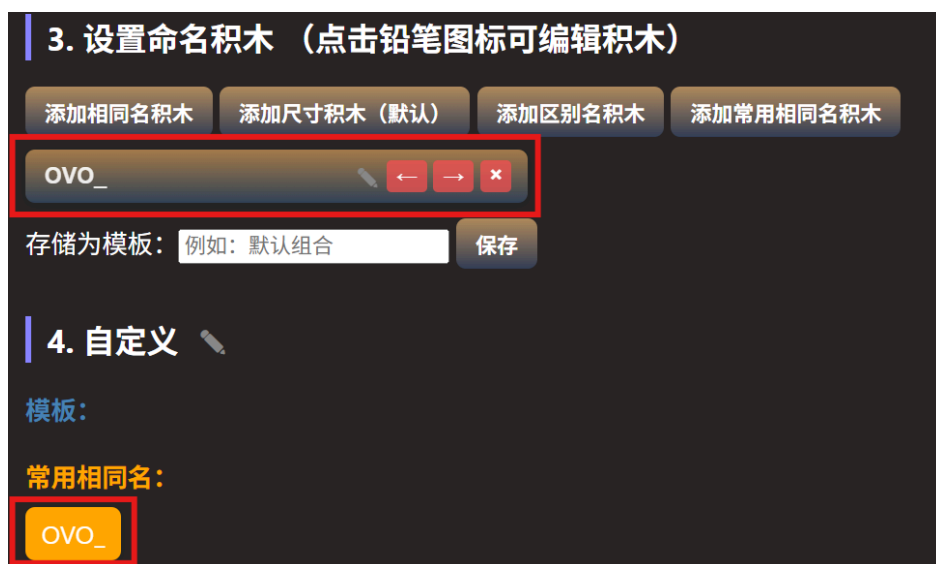 3. 设置命名积木 （点击铅笔图标可编辑积木）
添加相同名积木 添加尺寸积木（默认） 添加区别名积木 添加常用相同名积木
OVO_ ← → ×
存储为模板： 例如：默认组合 保存
4. 自定义
模板：
常用相同名：
OVO_